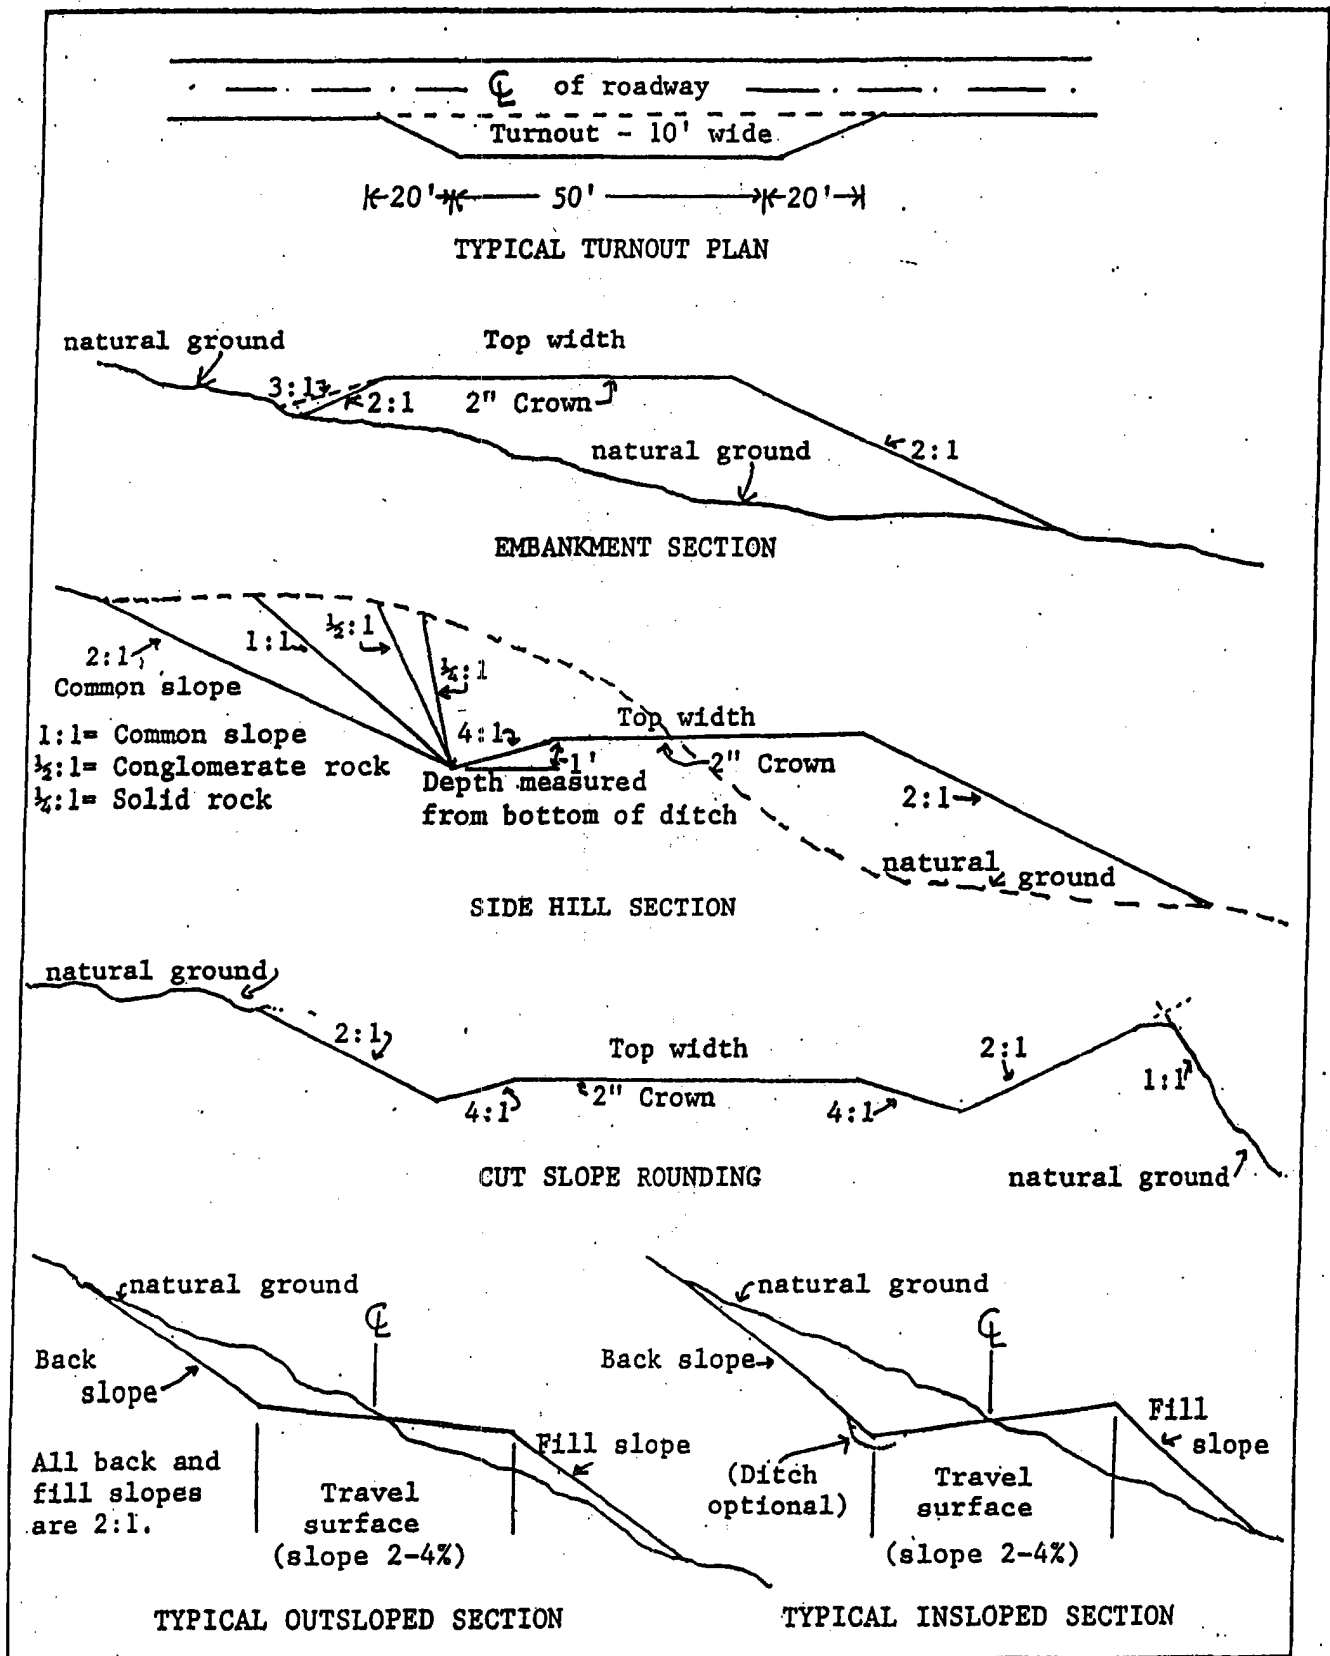 ℄ of roadway
Turnout - 10' wide
20' 50' 20'
TYPICAL TURNOUT PLAN
natural ground
Top width
3:1
2:1
2" Crown
natural ground
2:1
EMBANKMENT SECTION
2:1
Common slope
1:1
½:1
¼:1
1:1= Common slope
½:1= Conglomerate rock
¼:1= Solid rock
4:1
Top width
1'
2" Crown
Depth measured
from bottom of ditch
2:1
natural
ground
SIDE HILL SECTION
natural ground
2:1
Top width
2:1
4:1
2" Crown
4:1
1:1
CUT SLOPE ROUNDING
natural ground
natural ground
℄
Back
slope
Fill slope
All back and
fill slopes
are 2:1.
Travel
surface
(slope 2-4%)
TYPICAL OUTSLOPED SECTION
natural ground
℄
Back slope
Fill
slope
(Ditch
optional)
Travel
surface
(slope 2-4%)
TYPICAL INSLOPED SECTION